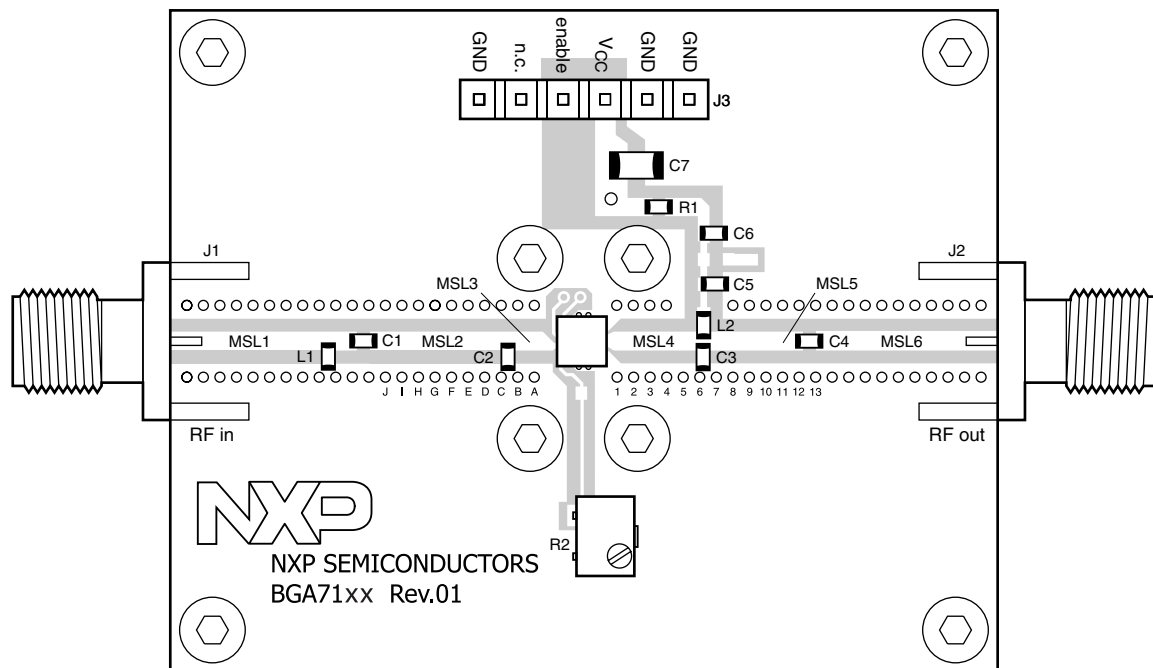 GND
n.c.
enable
VCC
GND
GND
J3
C7
R1
C6
J1
J2
C5
MSL3
MSL5
L2
MSL1
C1
MSL2
MSL4
C4
MSL6
L1
C2
C3
J I H G F E D C B A
1 2 3 4 5 6 7 8 9 10 11 12 13
RF in
RF out
NXP
R2
NXP SEMICONDUCTORS
BGA71xx Rev.01